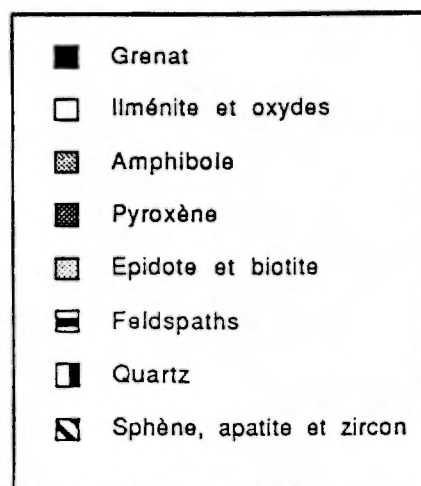 Grenat
Ilménite et oxydes
Amphibole
Pyroxène
Epidote et biotite
Feldspaths
Quartz
Sphène, apatite et zircon